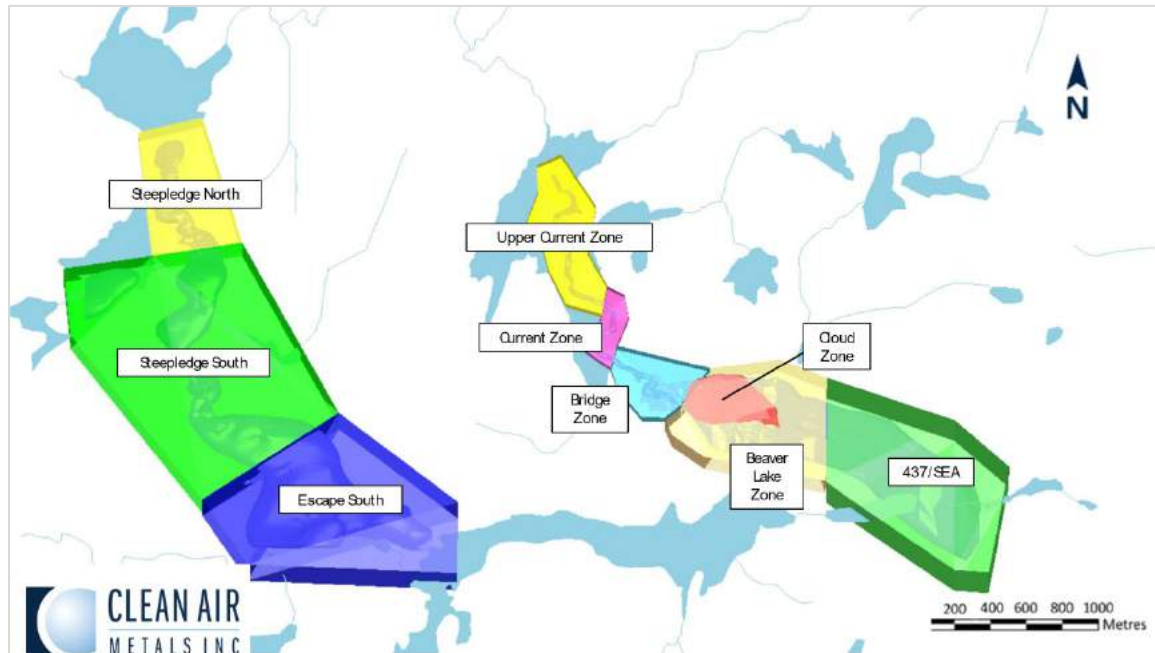 N
Steepledge North
Upper Current Zone
Current Zone
Cloud
Zone
Steepledge South
Bridge
Zone
Beaver
Lake
Zone
437/SEA
Escape South
CLEAN AIR
METALS INC
200 400 600 800 1000
Metres